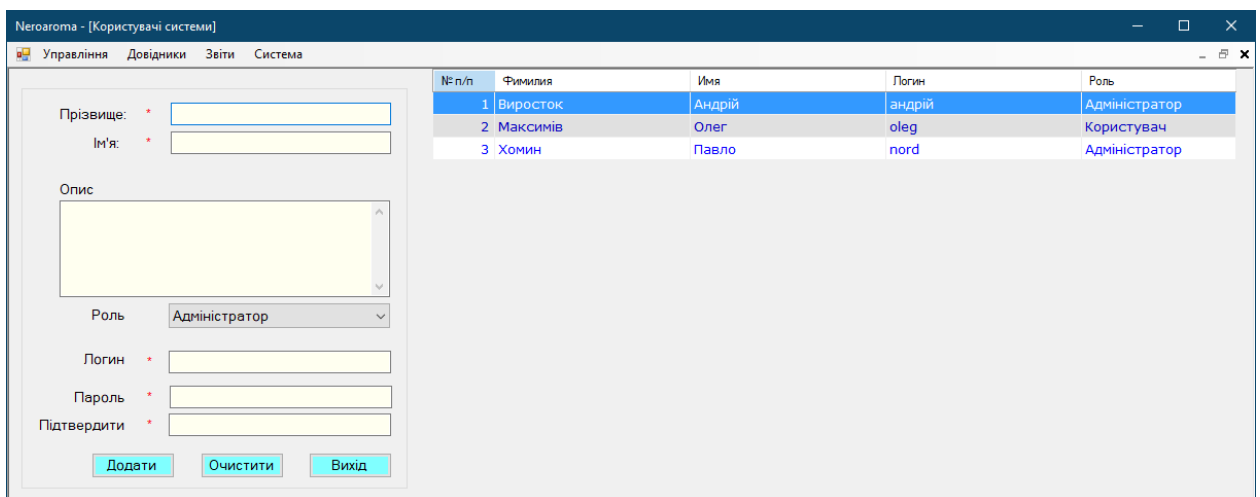 Neroaroma - [Користувачі системи]
Управління Довідники Звіти Система
Прізвище: *
Ім'я: *
Опис
Роль Адміністратор
Логин *
Пароль *
Підтвердити *
Додати Очистити Вихід
№ п/п Фимилия Имя Логин Роль
1 Виросток Андрій андрій Адміністратор
2 Максимів Олег oleg Користувач
3 Хомин Павло nord Адміністратор